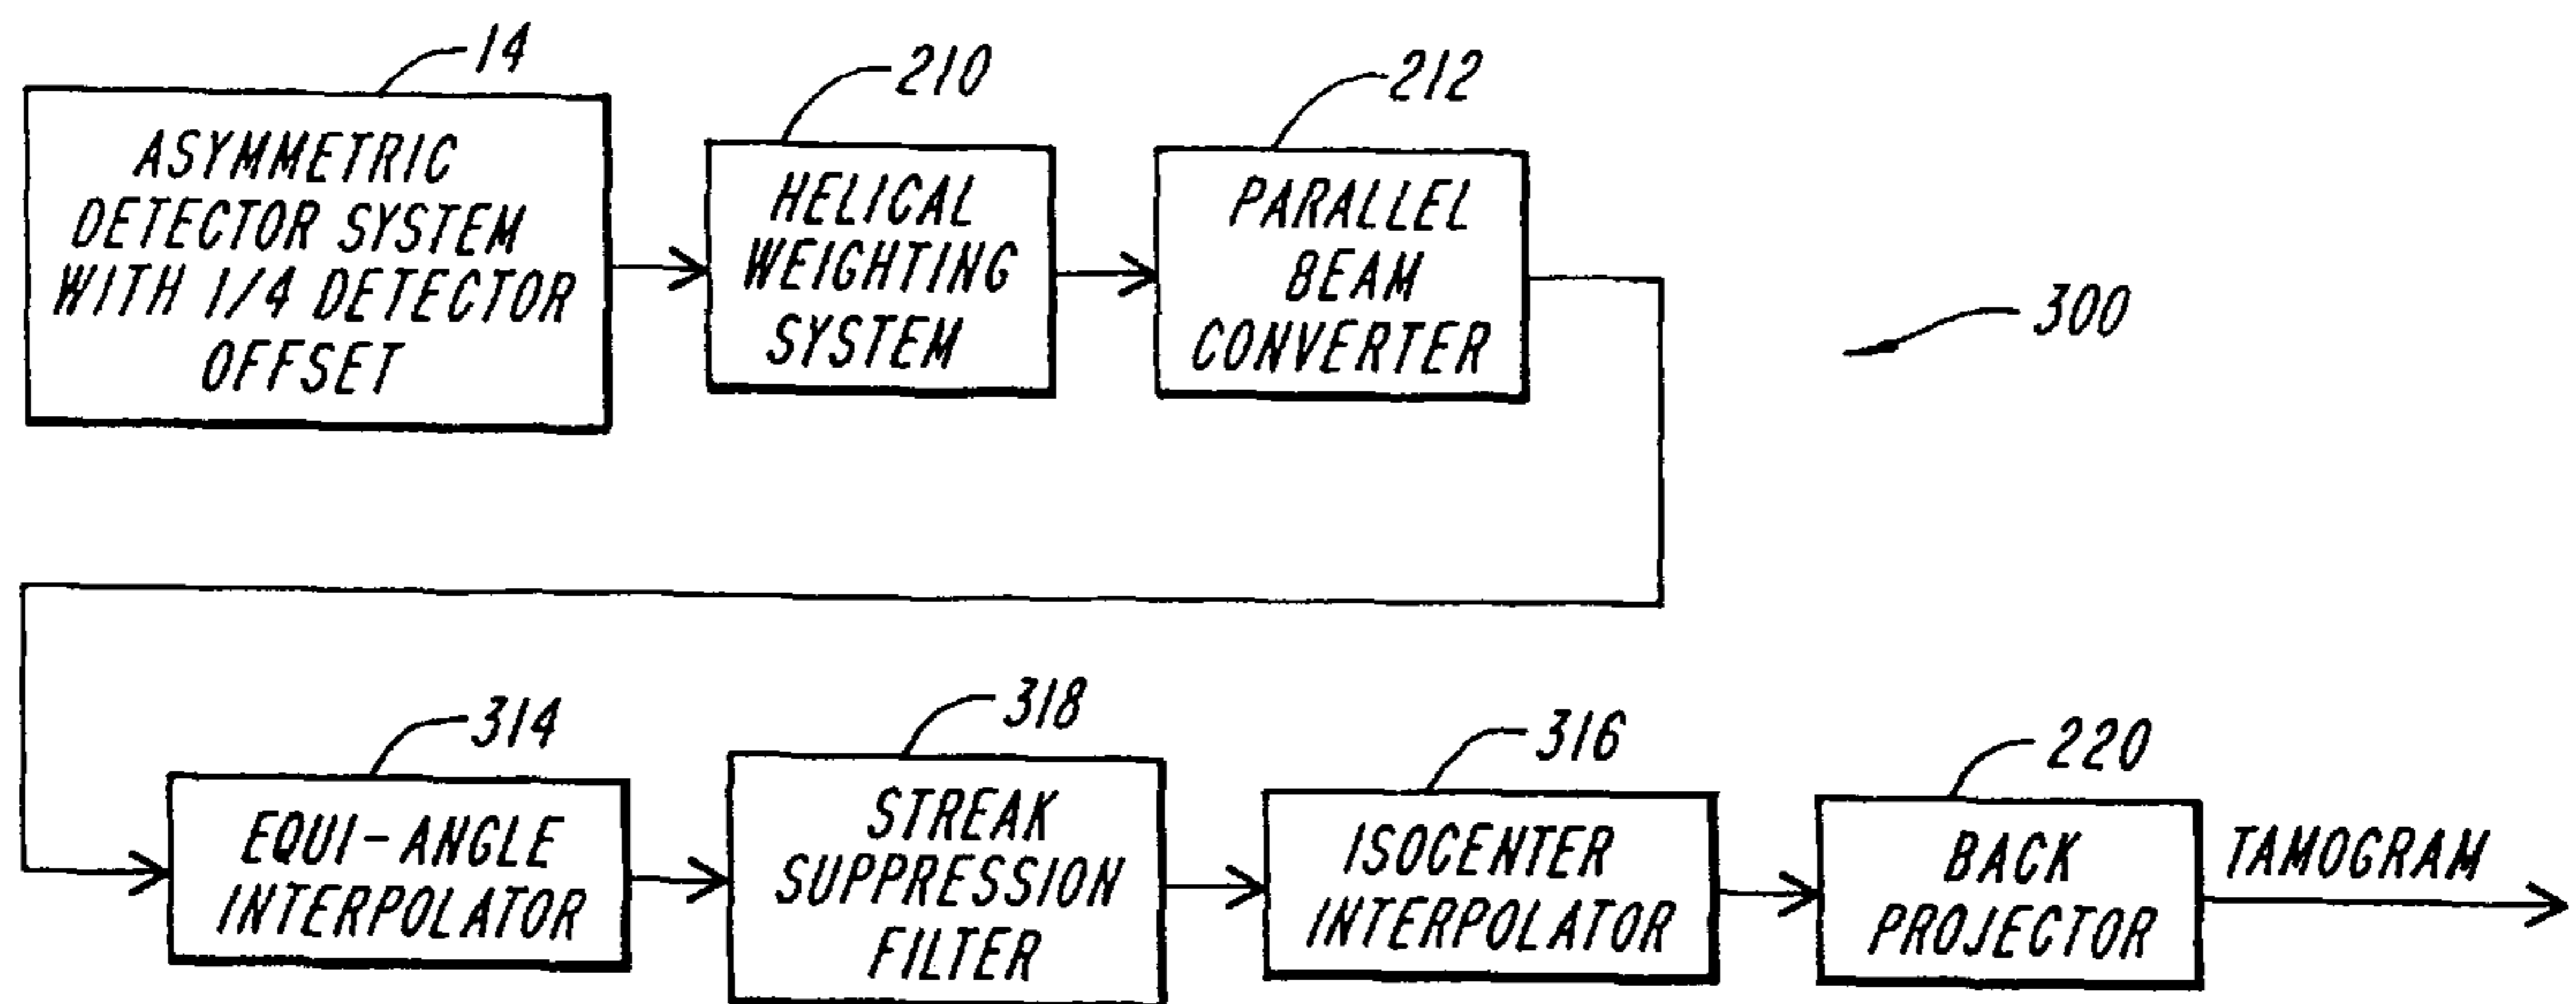 14
ASYMMETRIC
DETECTOR SYSTEM
WITH 1/4 DETECTOR
OFFSET
210
HELICAL
WEIGHTING
SYSTEM
212
PARALLEL
BEAM
CONVERTER
300
314
EQUI-ANGLE
INTERPOLATOR
318
STREAK
SUPPRESSION
FILTER
316
ISOCENTER
INTERPOLATOR
220
BACK
PROJECTOR
TAMOGRAM